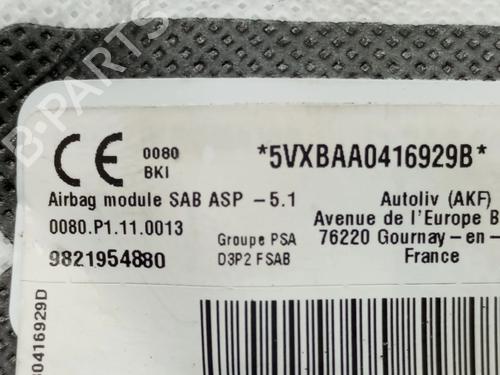 CE 0080 BKI
*5VXBAA0416929B*
Airbag module SAB ASP -5.1
Autoliv (AKF)
0080.P1.11.0013
Avenue de l'Europe B
Groupe PSA
76220 Gournay-en-
9821954880
D3P2 FSAB
France
0416929D
B-PARTS